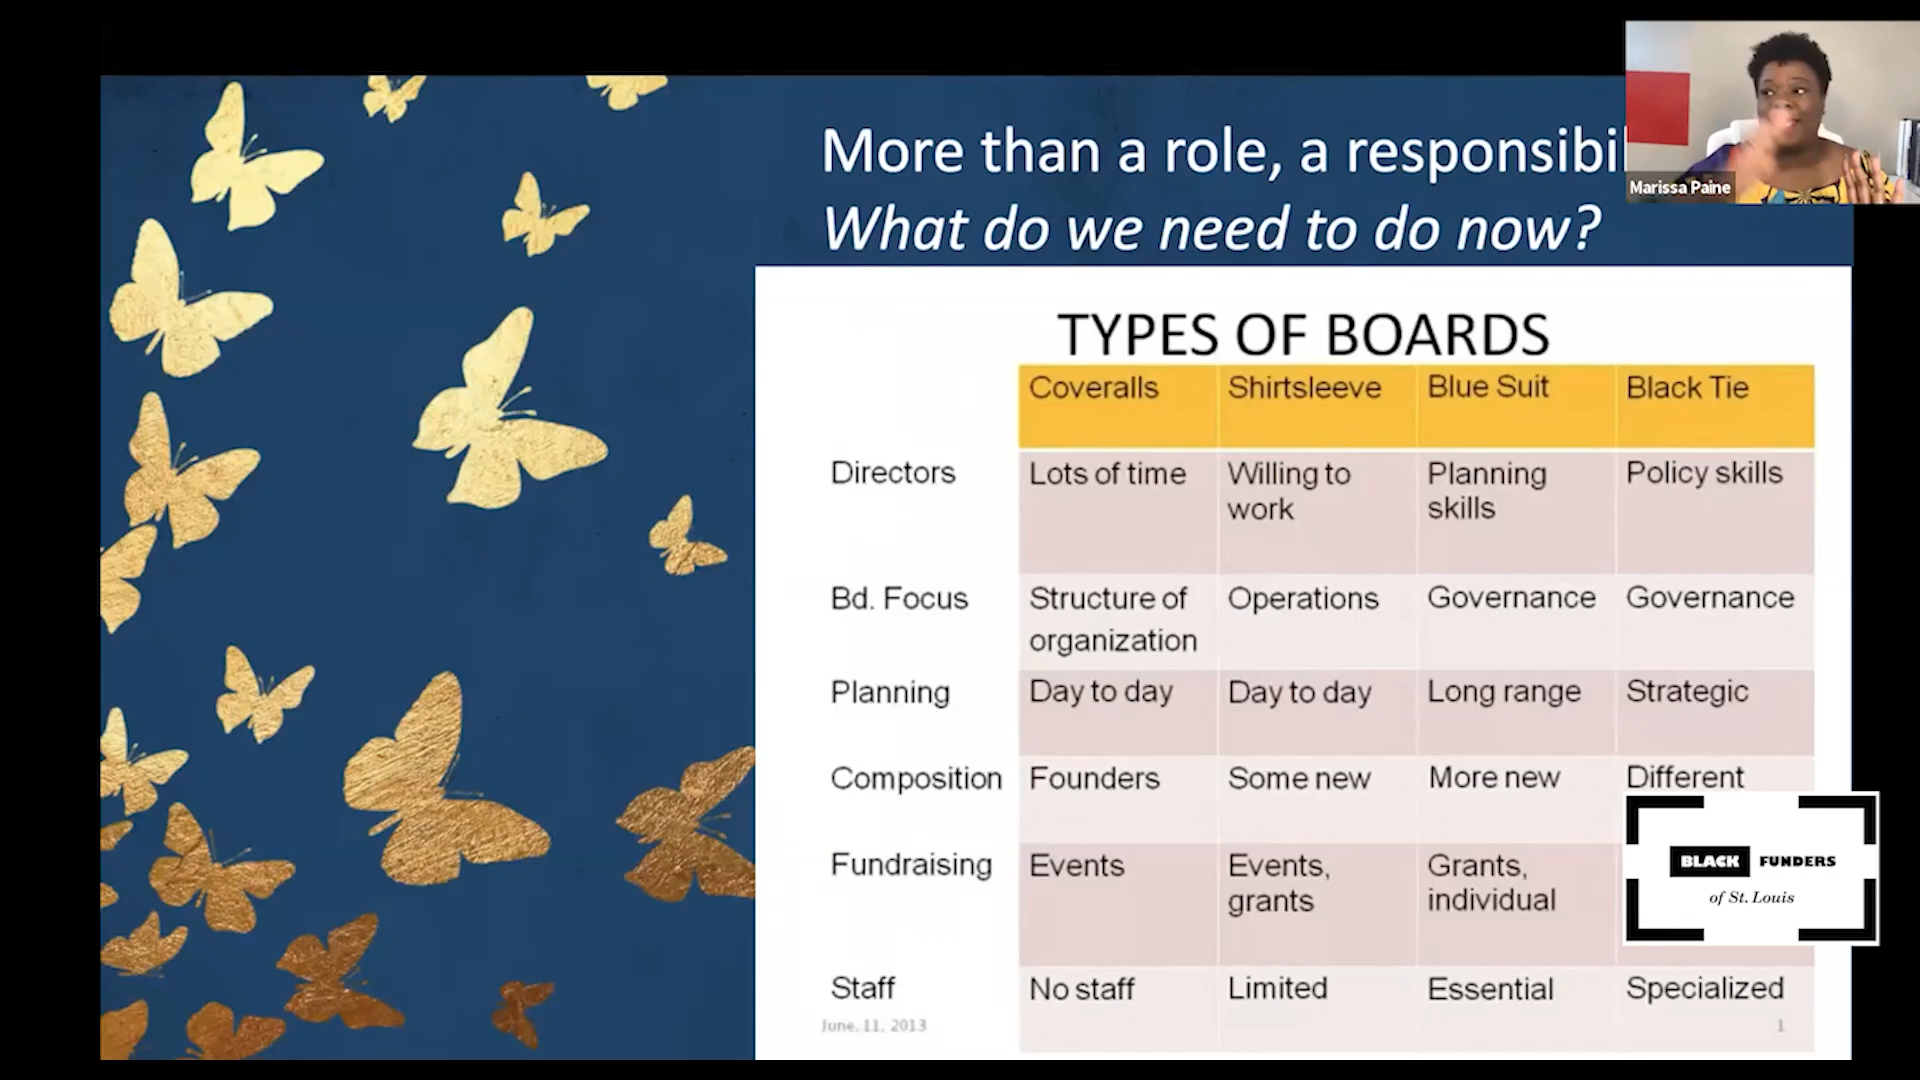 More than a role, a responsibil
What do we need to do now?
Marissa Paine
TYPES OF BOARDS
Coveralls Shirtsleeve Blue Suit Black Tie
Directors Lots of time Willing to work Planning skills Policy skills
Bd. Focus Structure of organization Operations Governance Governance
Planning Day to day Day to day Long range Strategic
Composition Founders Some new More new Different
Fundraising Events Events, grants Grants, individual
BLACK FUNDERS
of St. Louis
Staff No staff Limited Essential Specialized
June, 11, 2013 1